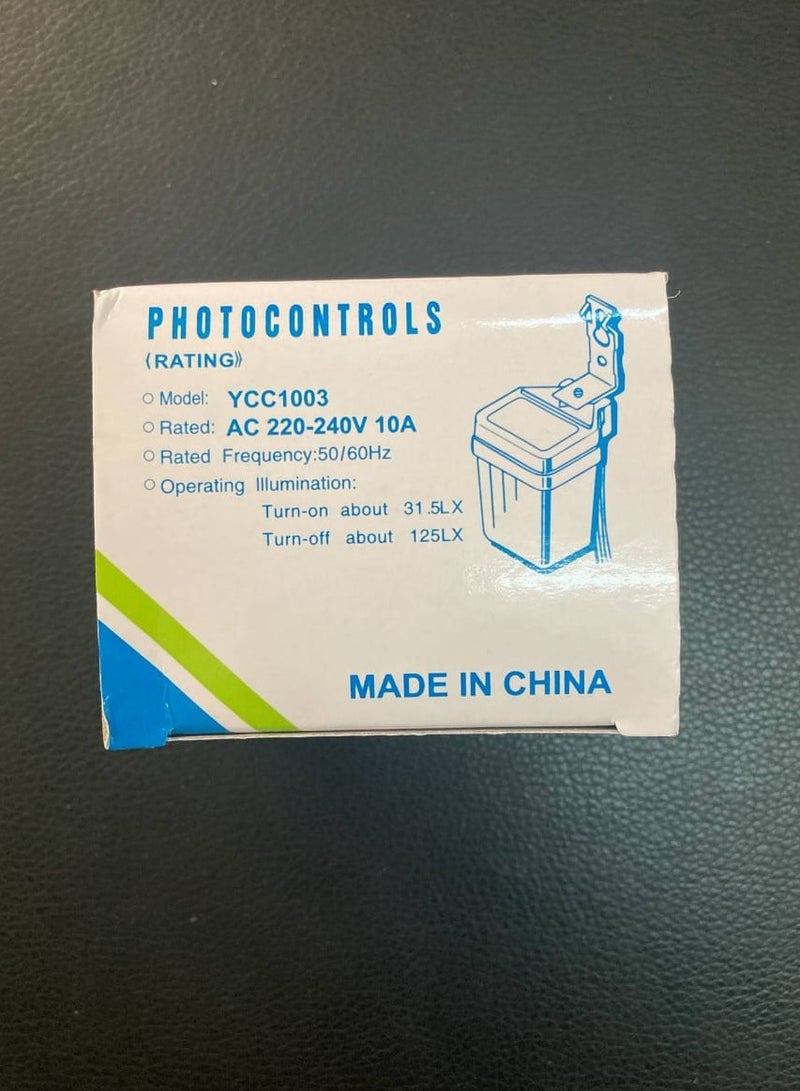 PHOTOCONTROLS
《RATING》
○ Model: YCC1003
○ Rated: AC 220-240V 10A
○ Rated Frequency:50/60Hz
○ Operating Illumination:
Turn-on about 31.5LX
Turn-off about 125LX
MADE IN CHINA